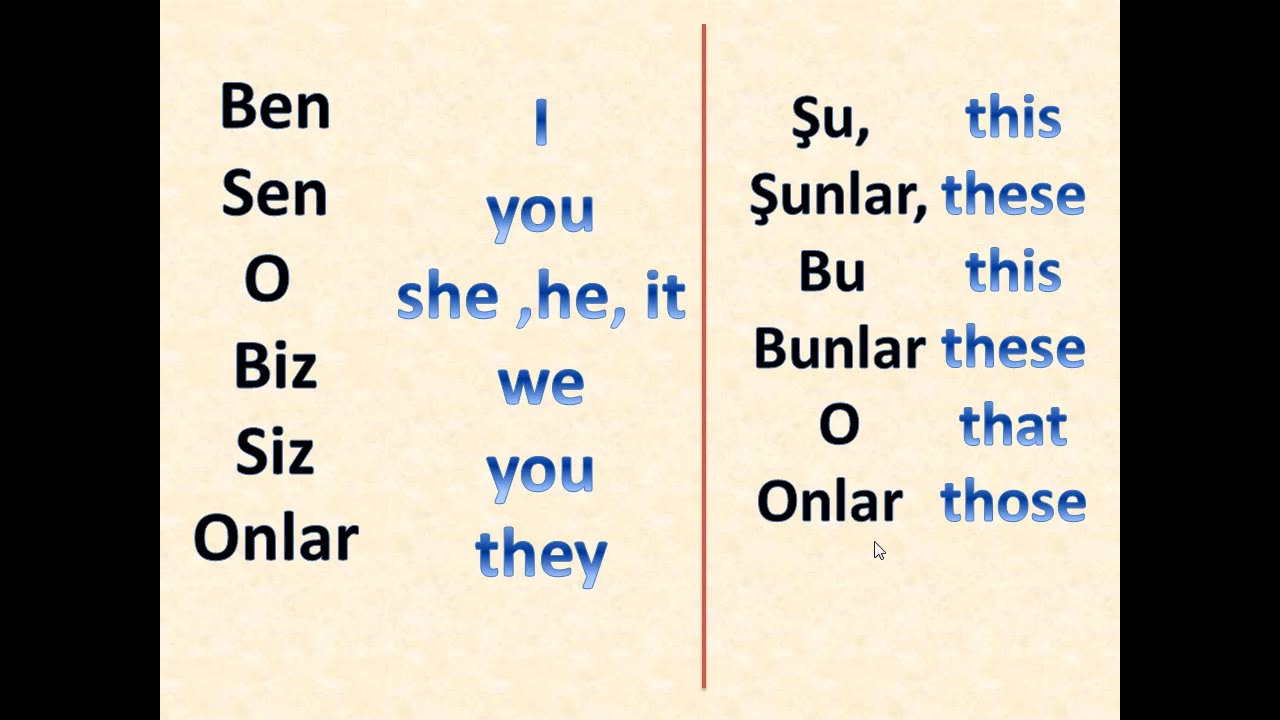 Ben I
Sen you
O she ,he, it
Biz we
Siz you
Onlar they
Şu, this
Şunlar, these
Bu this
Bunlar these
O that
Onlar those